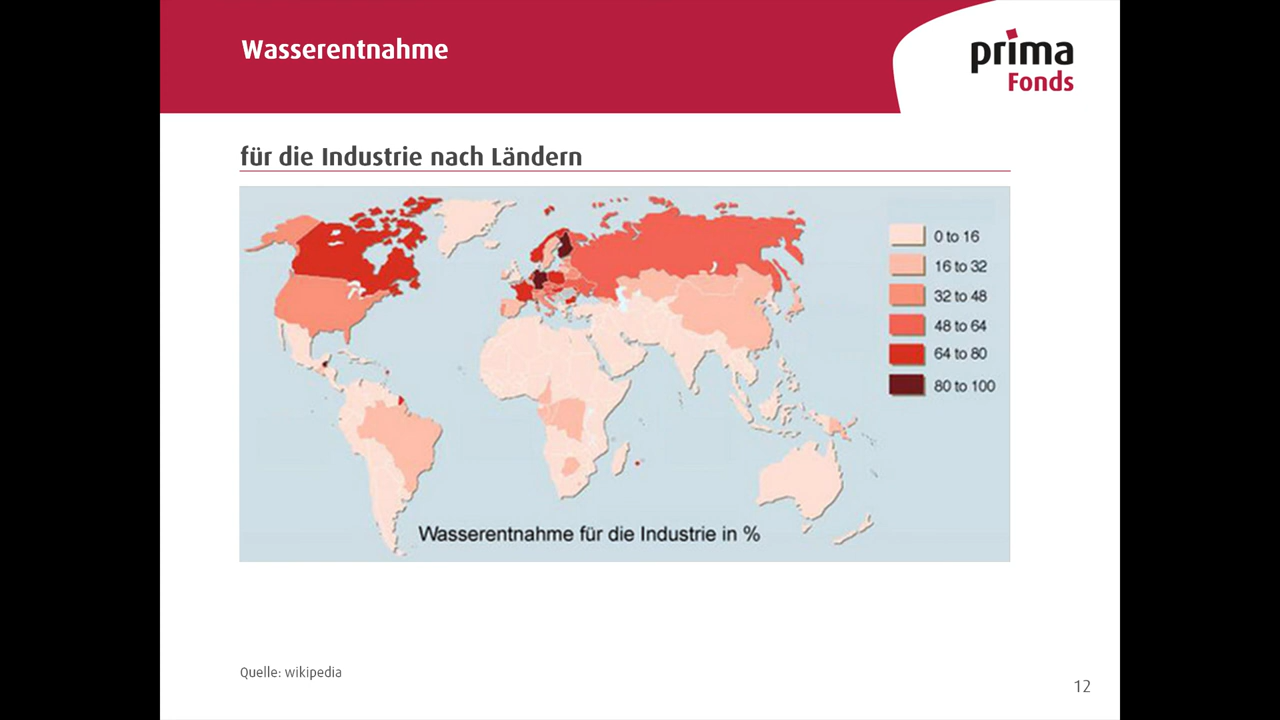 Wasserentnahme
prima
Fonds
für die Industrie nach Ländern
0 to 16
16 to 32
32 to 48
48 to 64
64 to 80
80 to 100
Wasserentnahme für die Industrie in %
Quelle: wikipedia
12